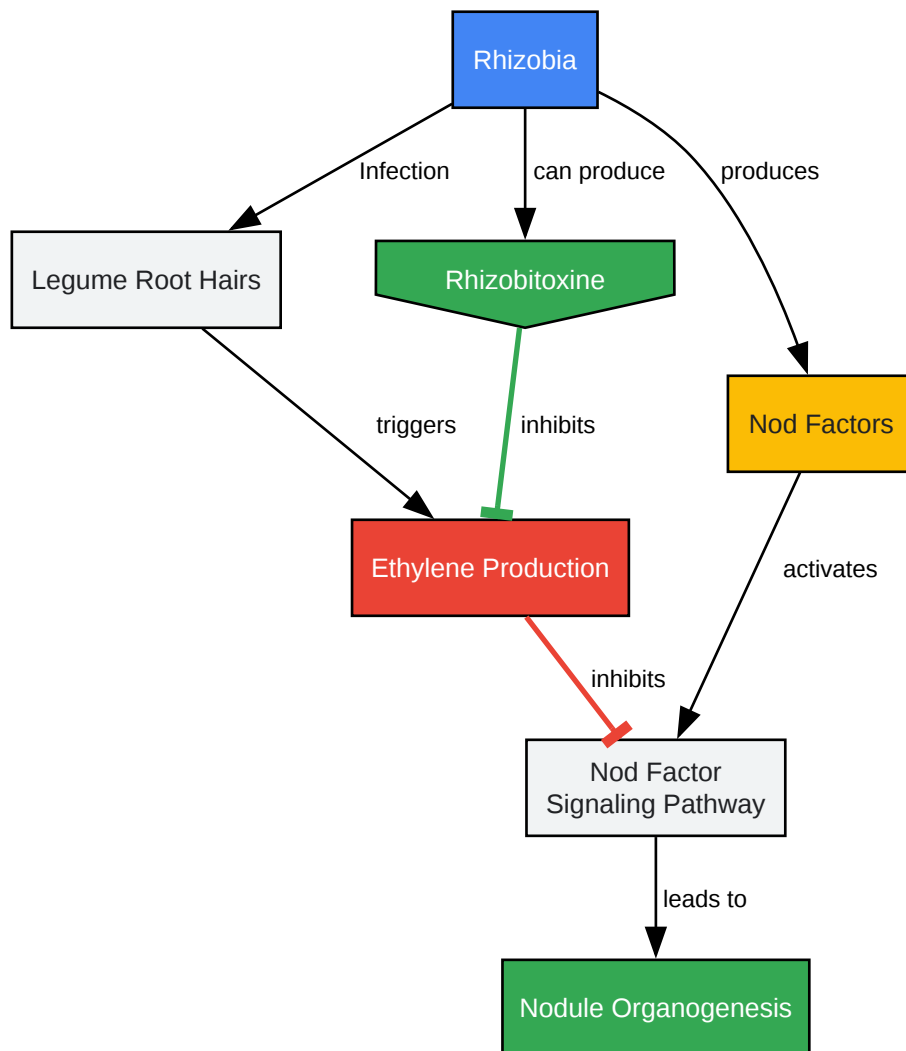 Rhizobia
Infection
can produce
produces
Legume Root Hairs
Rhizobitoxine
Nod Factors
triggers
inhibits
Ethylene Production
activates
inhibits
Nod Factor
Signaling Pathway
leads to
Nodule Organogenesis